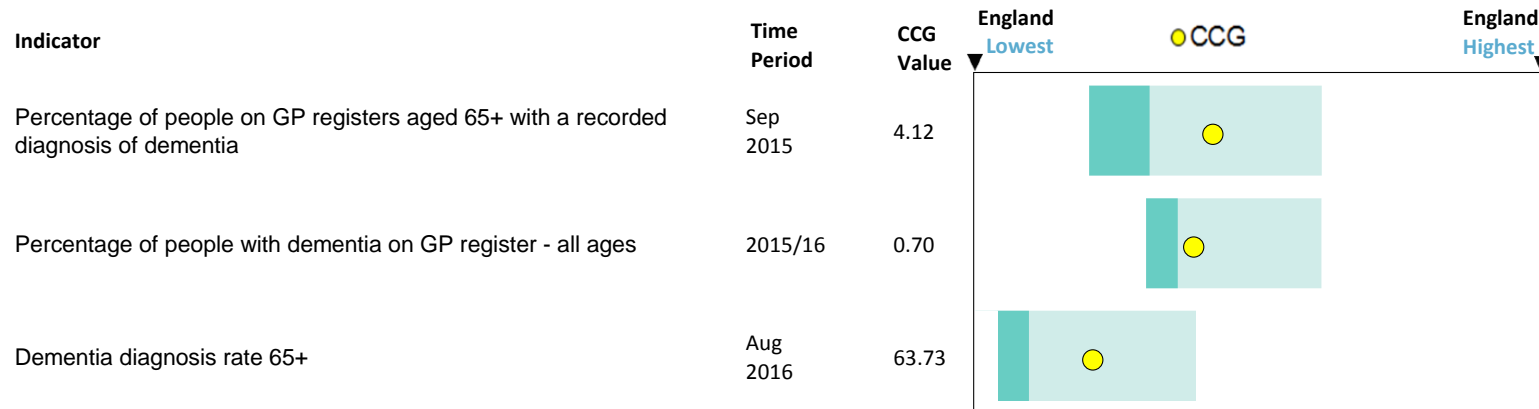 Indicator
Time
Period
CCG
Value
England
Lowest
CCG
England
Highest
Percentage of people on GP registers aged 65+ with a recorded
diagnosis of dementia
Sep
2015
4.12
Percentage of people with dementia on GP register - all ages
2015/16
0.70
Dementia diagnosis rate 65+
Aug
2016
63.73